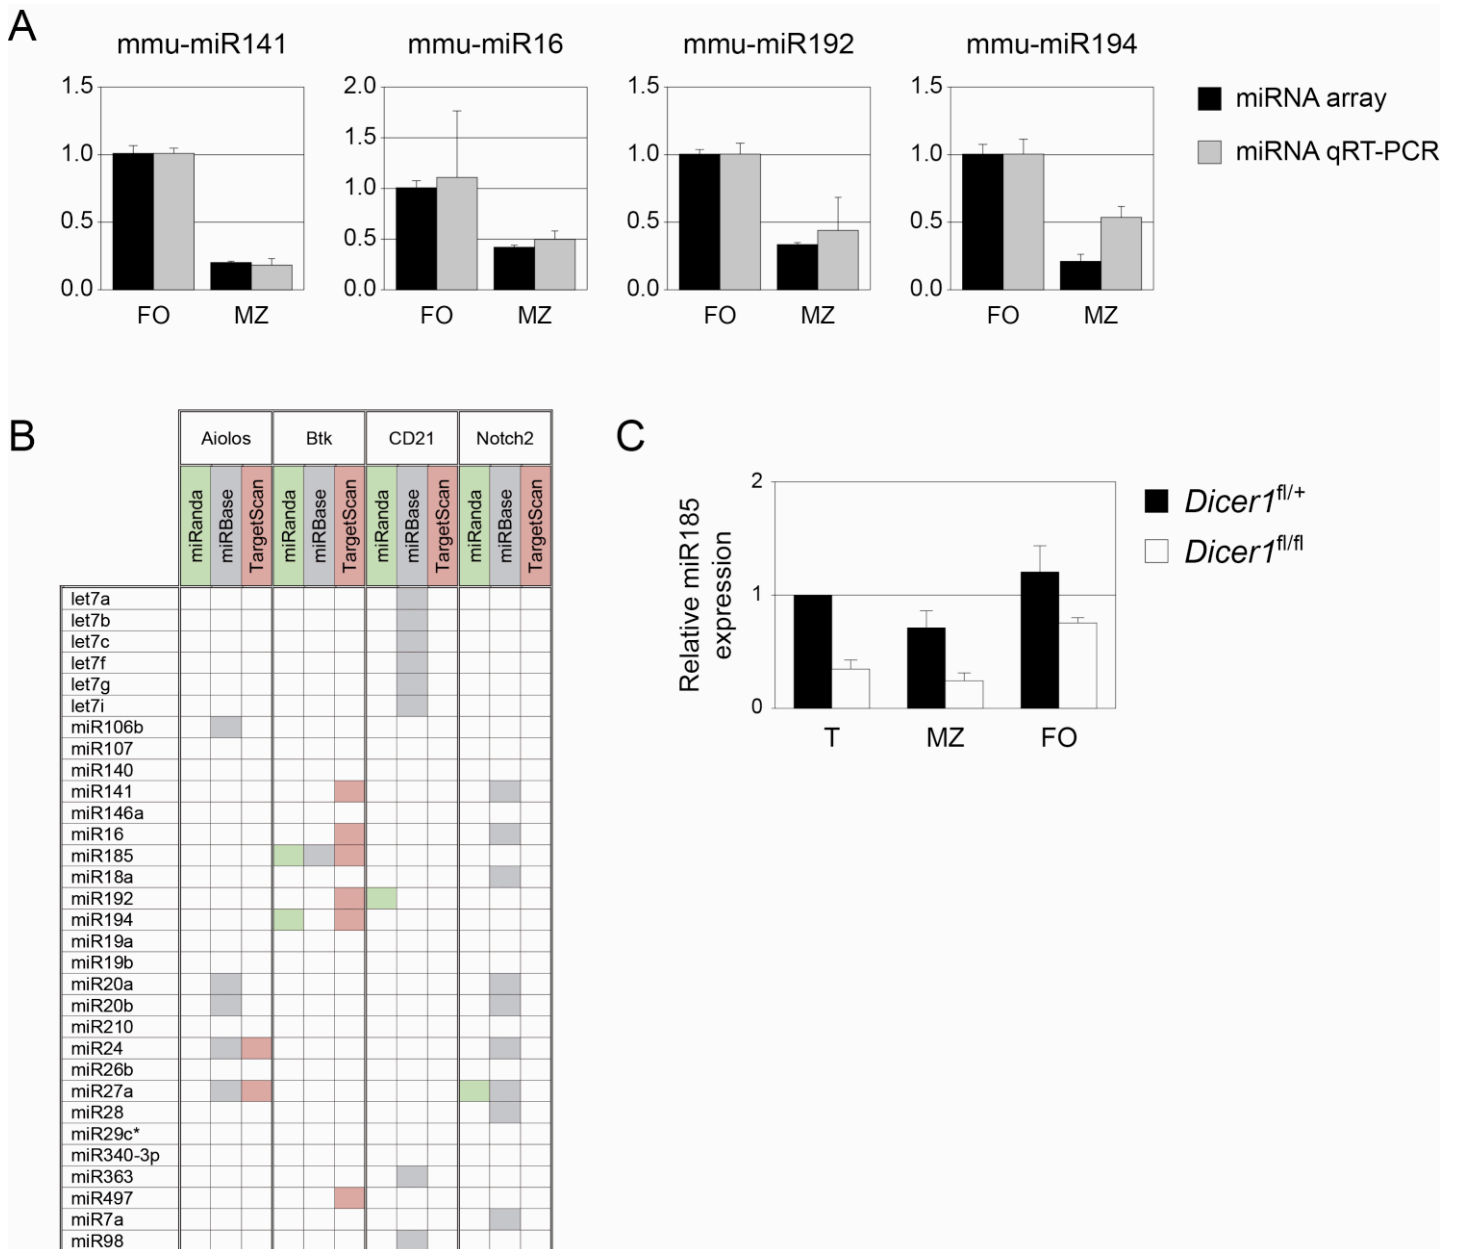 A
mmu-miR141
mmu-miR16
mmu-miR192
mmu-miR194
1.5
1.0
0.5
0.0
FO
MZ
2.0
1.5
1.0
0.5
0.0
FO
MZ
1.5
1.0
0.5
0.0
FO
MZ
1.5
1.0
0.5
0.0
FO
MZ
miRNA array
miRNA qRT-PCR
B
Aiolos
Btk
CD21
Notch2
miRanda
miRBase
TargetScan
miRanda
miRBase
TargetScan
miRanda
miRBase
TargetScan
miRanda
miRBase
TargetScan
let7a
let7b
let7c
let7f
let7g
let7i
miR106b
miR107
miR140
miR141
miR146a
miR16
miR185
miR18a
miR192
miR194
miR19a
miR19b
miR20a
miR20b
miR210
miR24
miR26b
miR27a
miR28
miR29c*
miR340-3p
miR363
miR497
miR7a
miR98
C
Relative miR185
expression
2
1
0
T
MZ
FO
Dicer1fl/+
Dicer1fl/fl